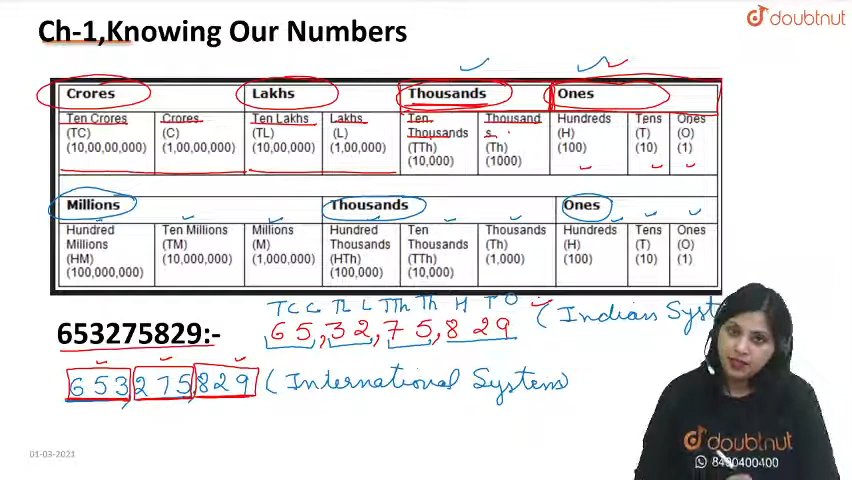 Ch-1,Knowing Our Numbers
doubtnut
Crores Lakhs Thousands Ones
Ten Crores Crores Ten Lakhs Lakhs Ten Thousand Hundreds Tens Ones
(TC) (C) (TL) (L) Thousands s (H) (T) (O)
(10,00,00,000) (1,00,00,000) (10,00,000) (1,00,000) (TTh) (Th) (100) (10) (1)
(10,000) (1000)
Millions Thousands Ones
Hundred Ten Millions Millions Hundred Ten Thousands Hundreds Tens Ones
Millions (TM) (M) Thousands Thousands (Th) (H) (T) (O)
(HM) (10,000,000) (1,000,000) (HTh) (TTh) (1,000) (100) (10) (1)
(100,000,000) (100,000) (10,000)
TC C TL L TTh Th H T O
653275829:- 65,32,75,829 (Indian Syst
653,275,829 (International System)
doubtnut
8400400400
01-03-2021